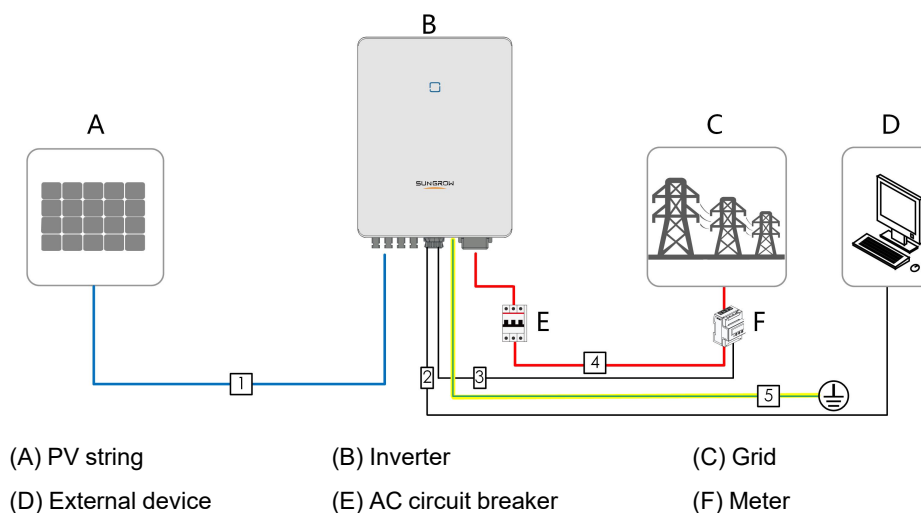 B
A
C
D
SUNGROW
E
F
1
2
3
4
5
(A) PV string
(B) Inverter
(C) Grid
(D) External device
(E) AC circuit breaker
(F) Meter